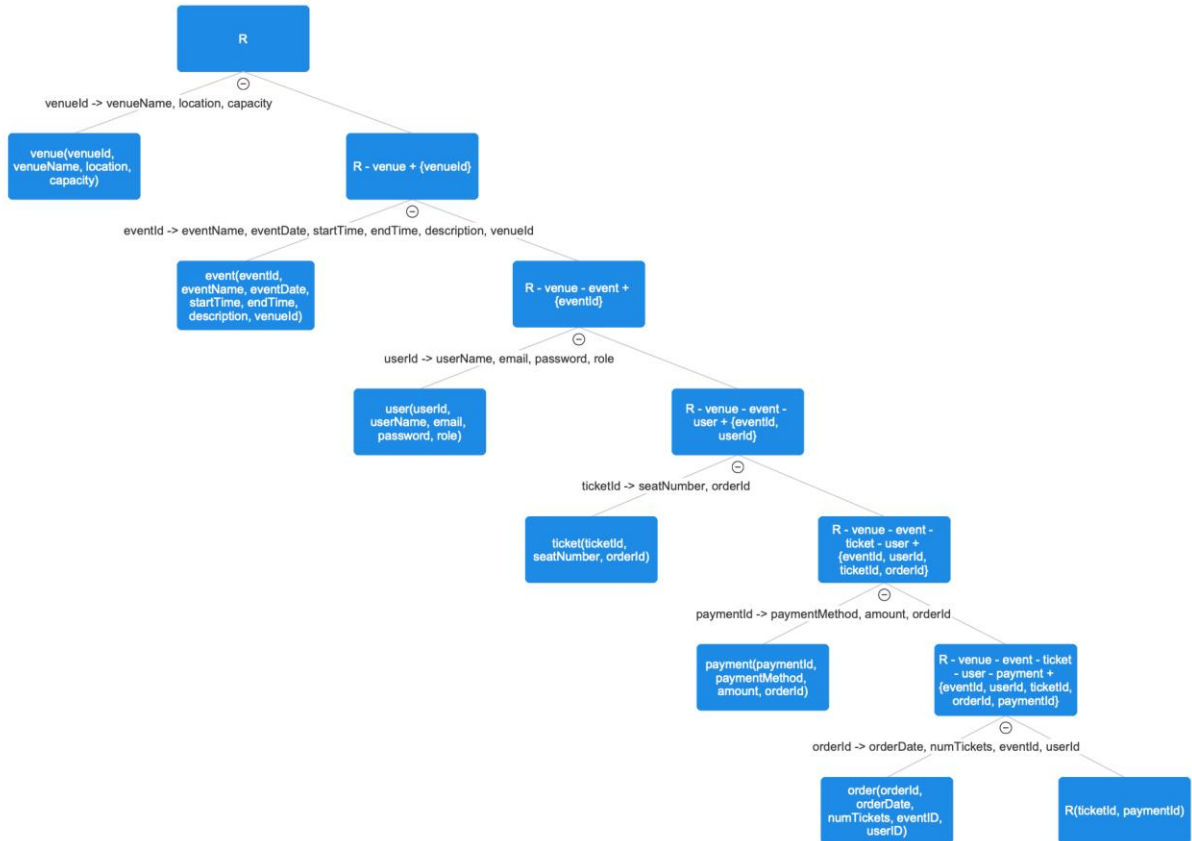 R
venueId -> venueName, location, capacity
venue(venueId,
venueName, location,
capacity)
R - venue + {venueId}
eventId -> eventName, eventDate, startTime, endTime, description, venueId
event(eventId,
eventName, eventDate,
startTime, endTime,
description, venueId)
R - venue - event +
{eventId}
userId -> userName, email, password, role
user(userId,
userName, email,
password, role)
R - venue - event -
user + {eventId,
userId}
ticketId -> seatNumber, orderId
ticket(ticketId,
seatNumber, orderId)
R - venue - event -
ticket - user +
{eventId, userId,
ticketId, orderId}
paymentId -> paymentMethod, amount, orderId
payment(paymentId,
paymentMethod,
amount, orderId)
R - venue - event - ticket
- user - payment +
{eventId, userId, ticketId,
orderId, paymentId}
orderId -> orderDate, numTickets, eventId, userId
order(orderId,
orderDate,
numTickets, eventID,
userID)
R(ticketId, paymentId)